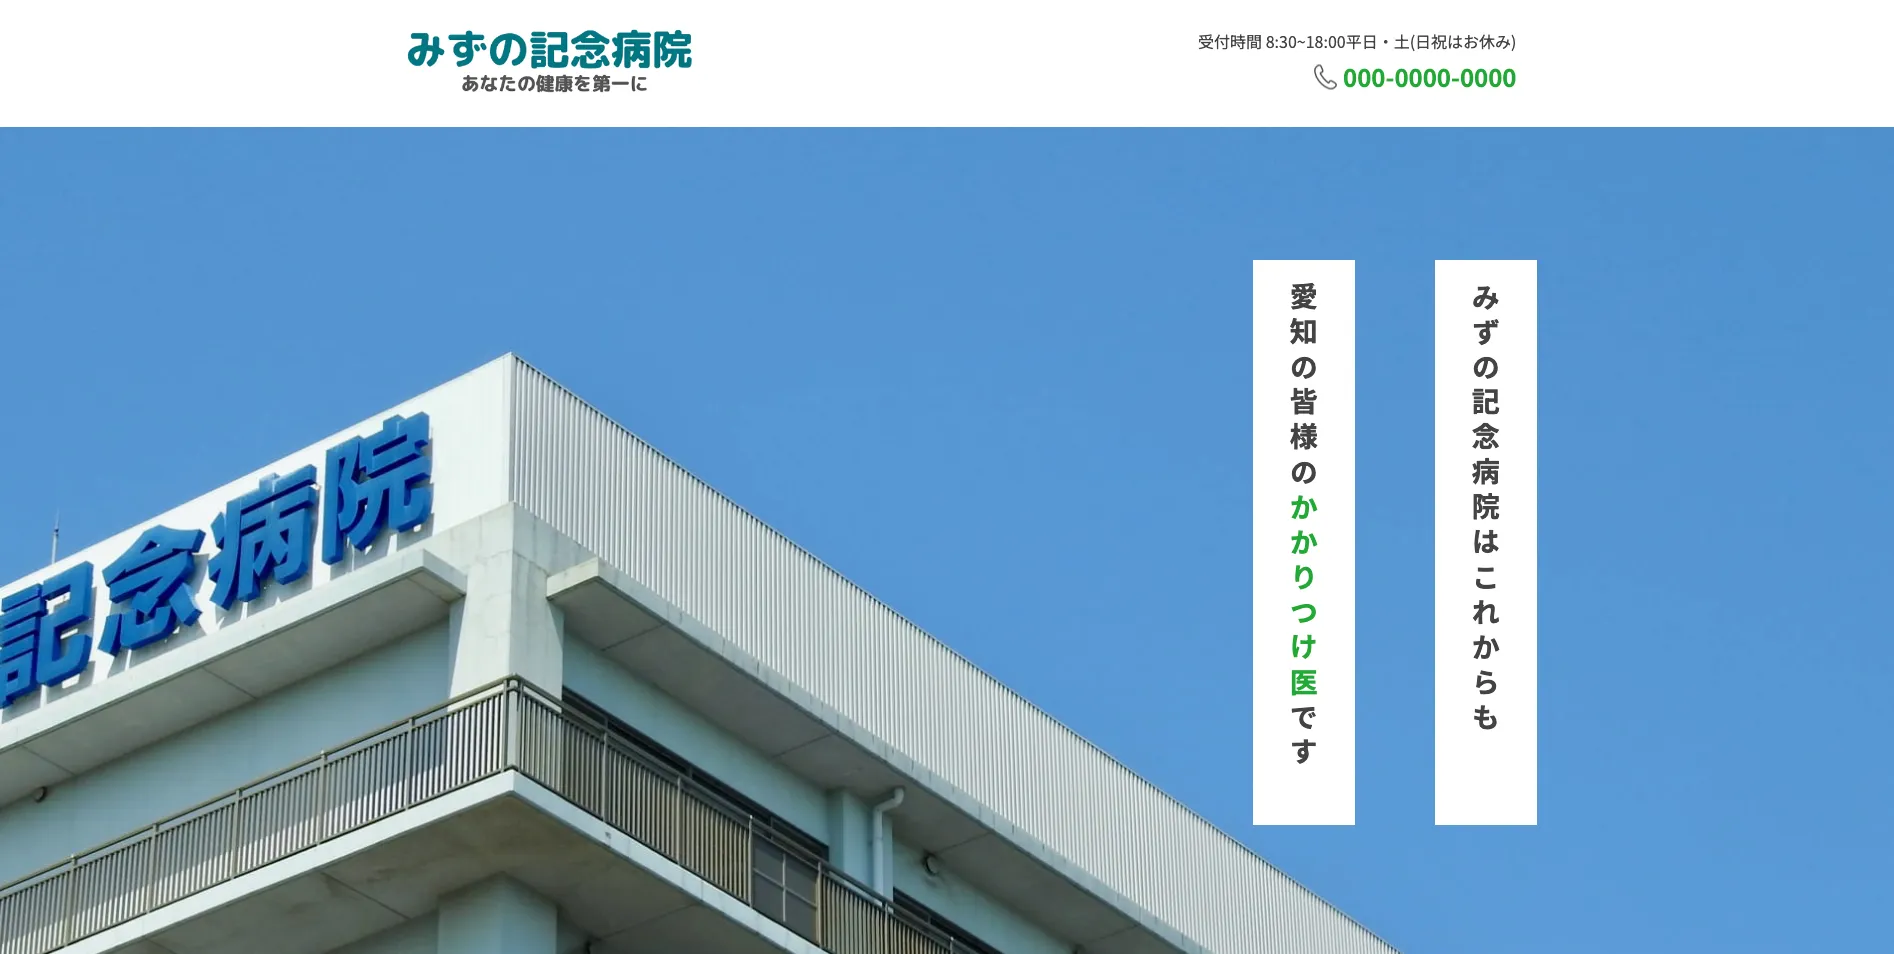 みずの記念病院
あなたの健康を第一に
受付時間 8:30~18:00平日・土(日祝はお休み)
000-0000-0000
みずの記念病院はこれからも
愛知の皆様のかかりつけ医です
記念病院